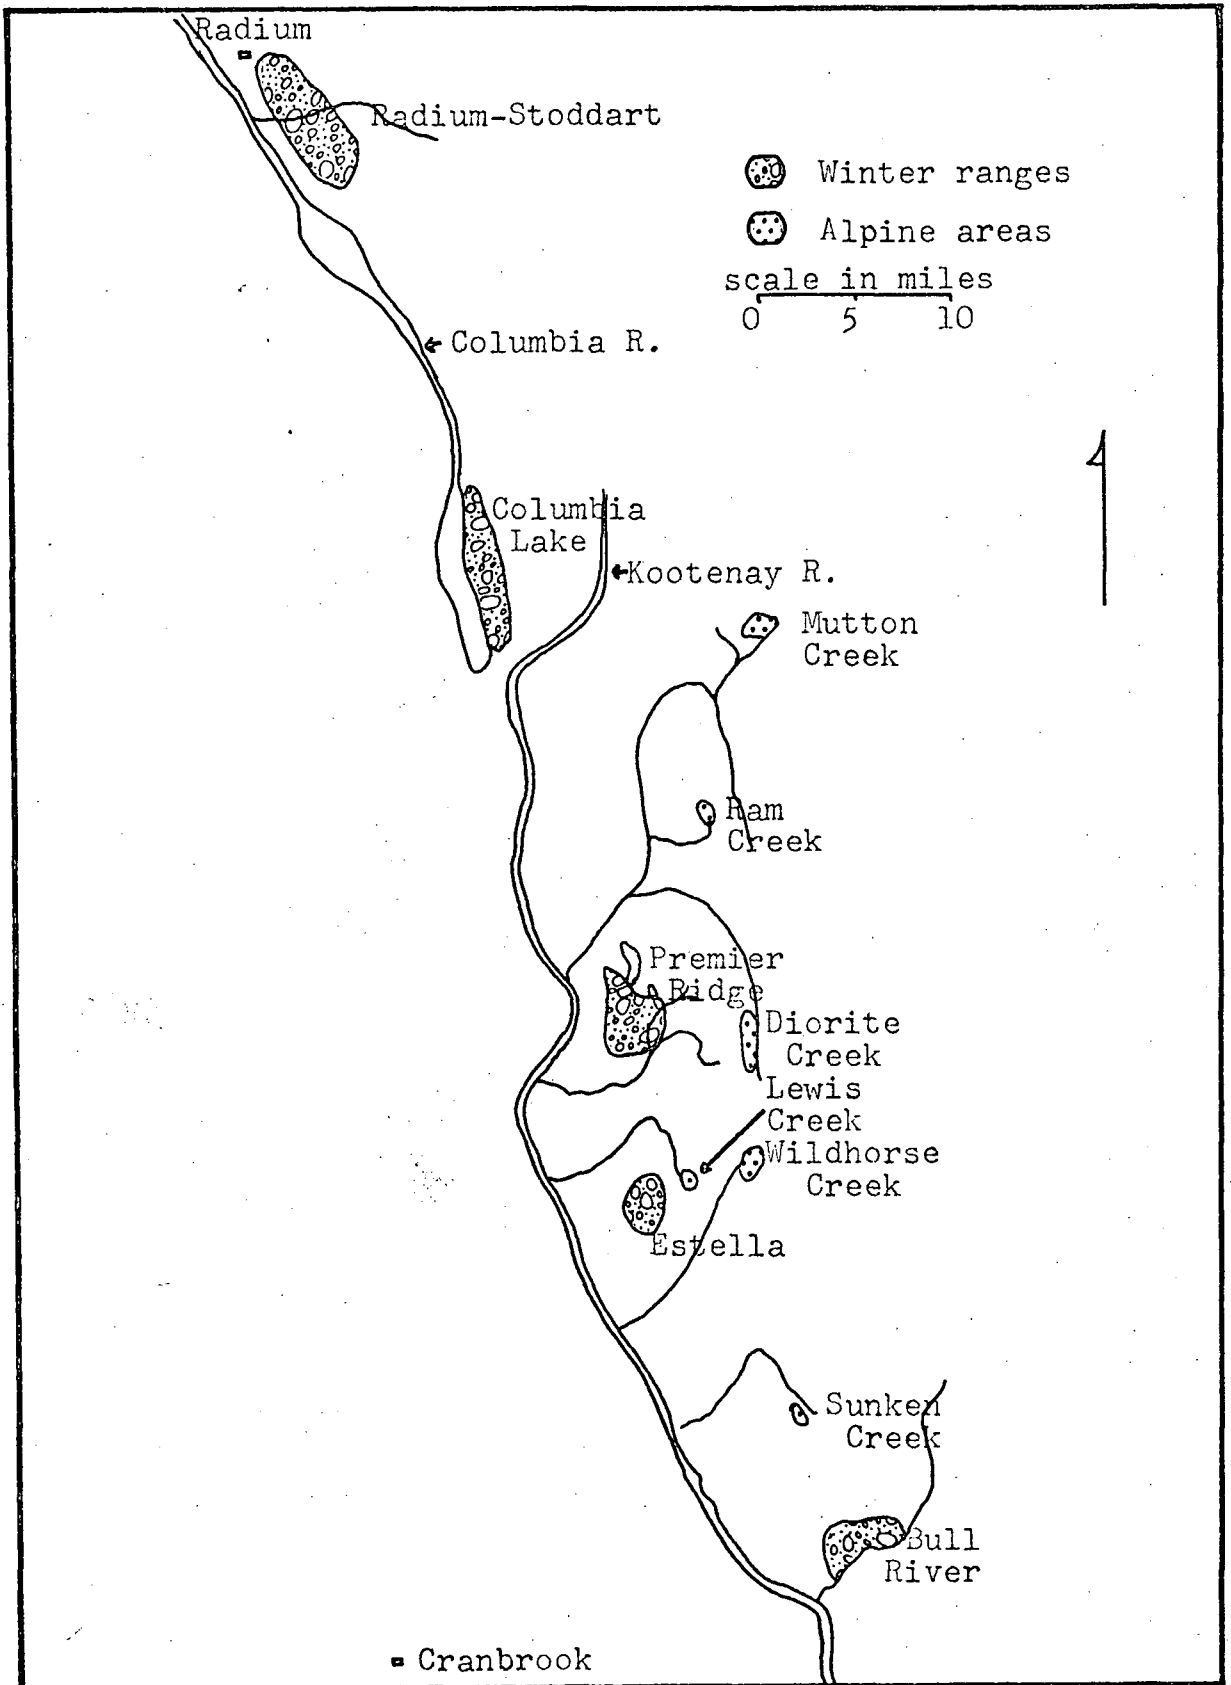 Radium
Radium-Stoddart
Winter ranges
Alpine areas
scale in miles
0 5 10
Columbia R.
Columbia
Lake
Kootenay R.
Mutton
Creek
Ram
Creek
Premier
Ridge
Diorite
Creek
Lewis
Creek
Wildhorse
Creek
Estella
Sunken
Creek
Bull
River
Cranbrook